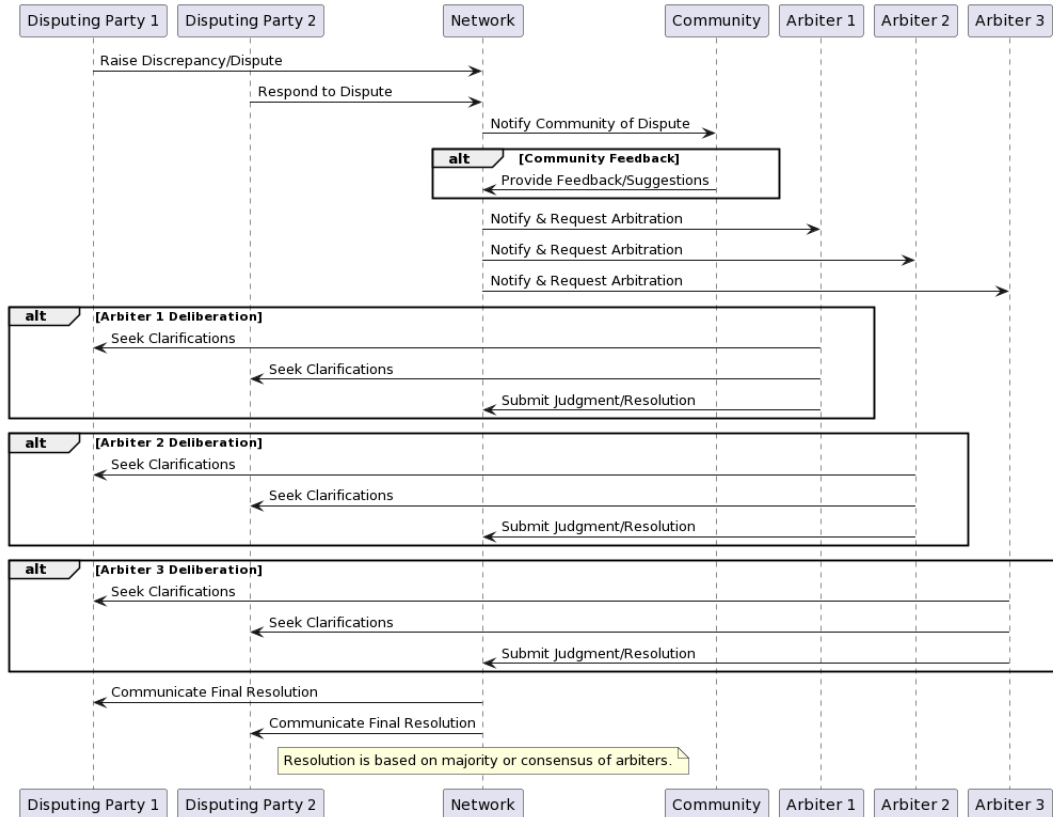 Disputing Party 1 Disputing Party 2 Network Community Arbiter 1 Arbiter 2 Arbiter 3
Raise Discrepancy/Dispute
Respond to Dispute
Notify Community of Dispute
alt [Community Feedback]
Provide Feedback/Suggestions
Notify & Request Arbitration
Notify & Request Arbitration
Notify & Request Arbitration
alt [Arbiter 1 Deliberation]
Seek Clarifications
Seek Clarifications
Submit Judgment/Resolution
alt [Arbiter 2 Deliberation]
Seek Clarifications
Seek Clarifications
Submit Judgment/Resolution
alt [Arbiter 3 Deliberation]
Seek Clarifications
Seek Clarifications
Submit Judgment/Resolution
Communicate Final Resolution
Communicate Final Resolution
Resolution is based on majority or consensus of arbiters.
Disputing Party 1 Disputing Party 2 Network Community Arbiter 1 Arbiter 2 Arbiter 3